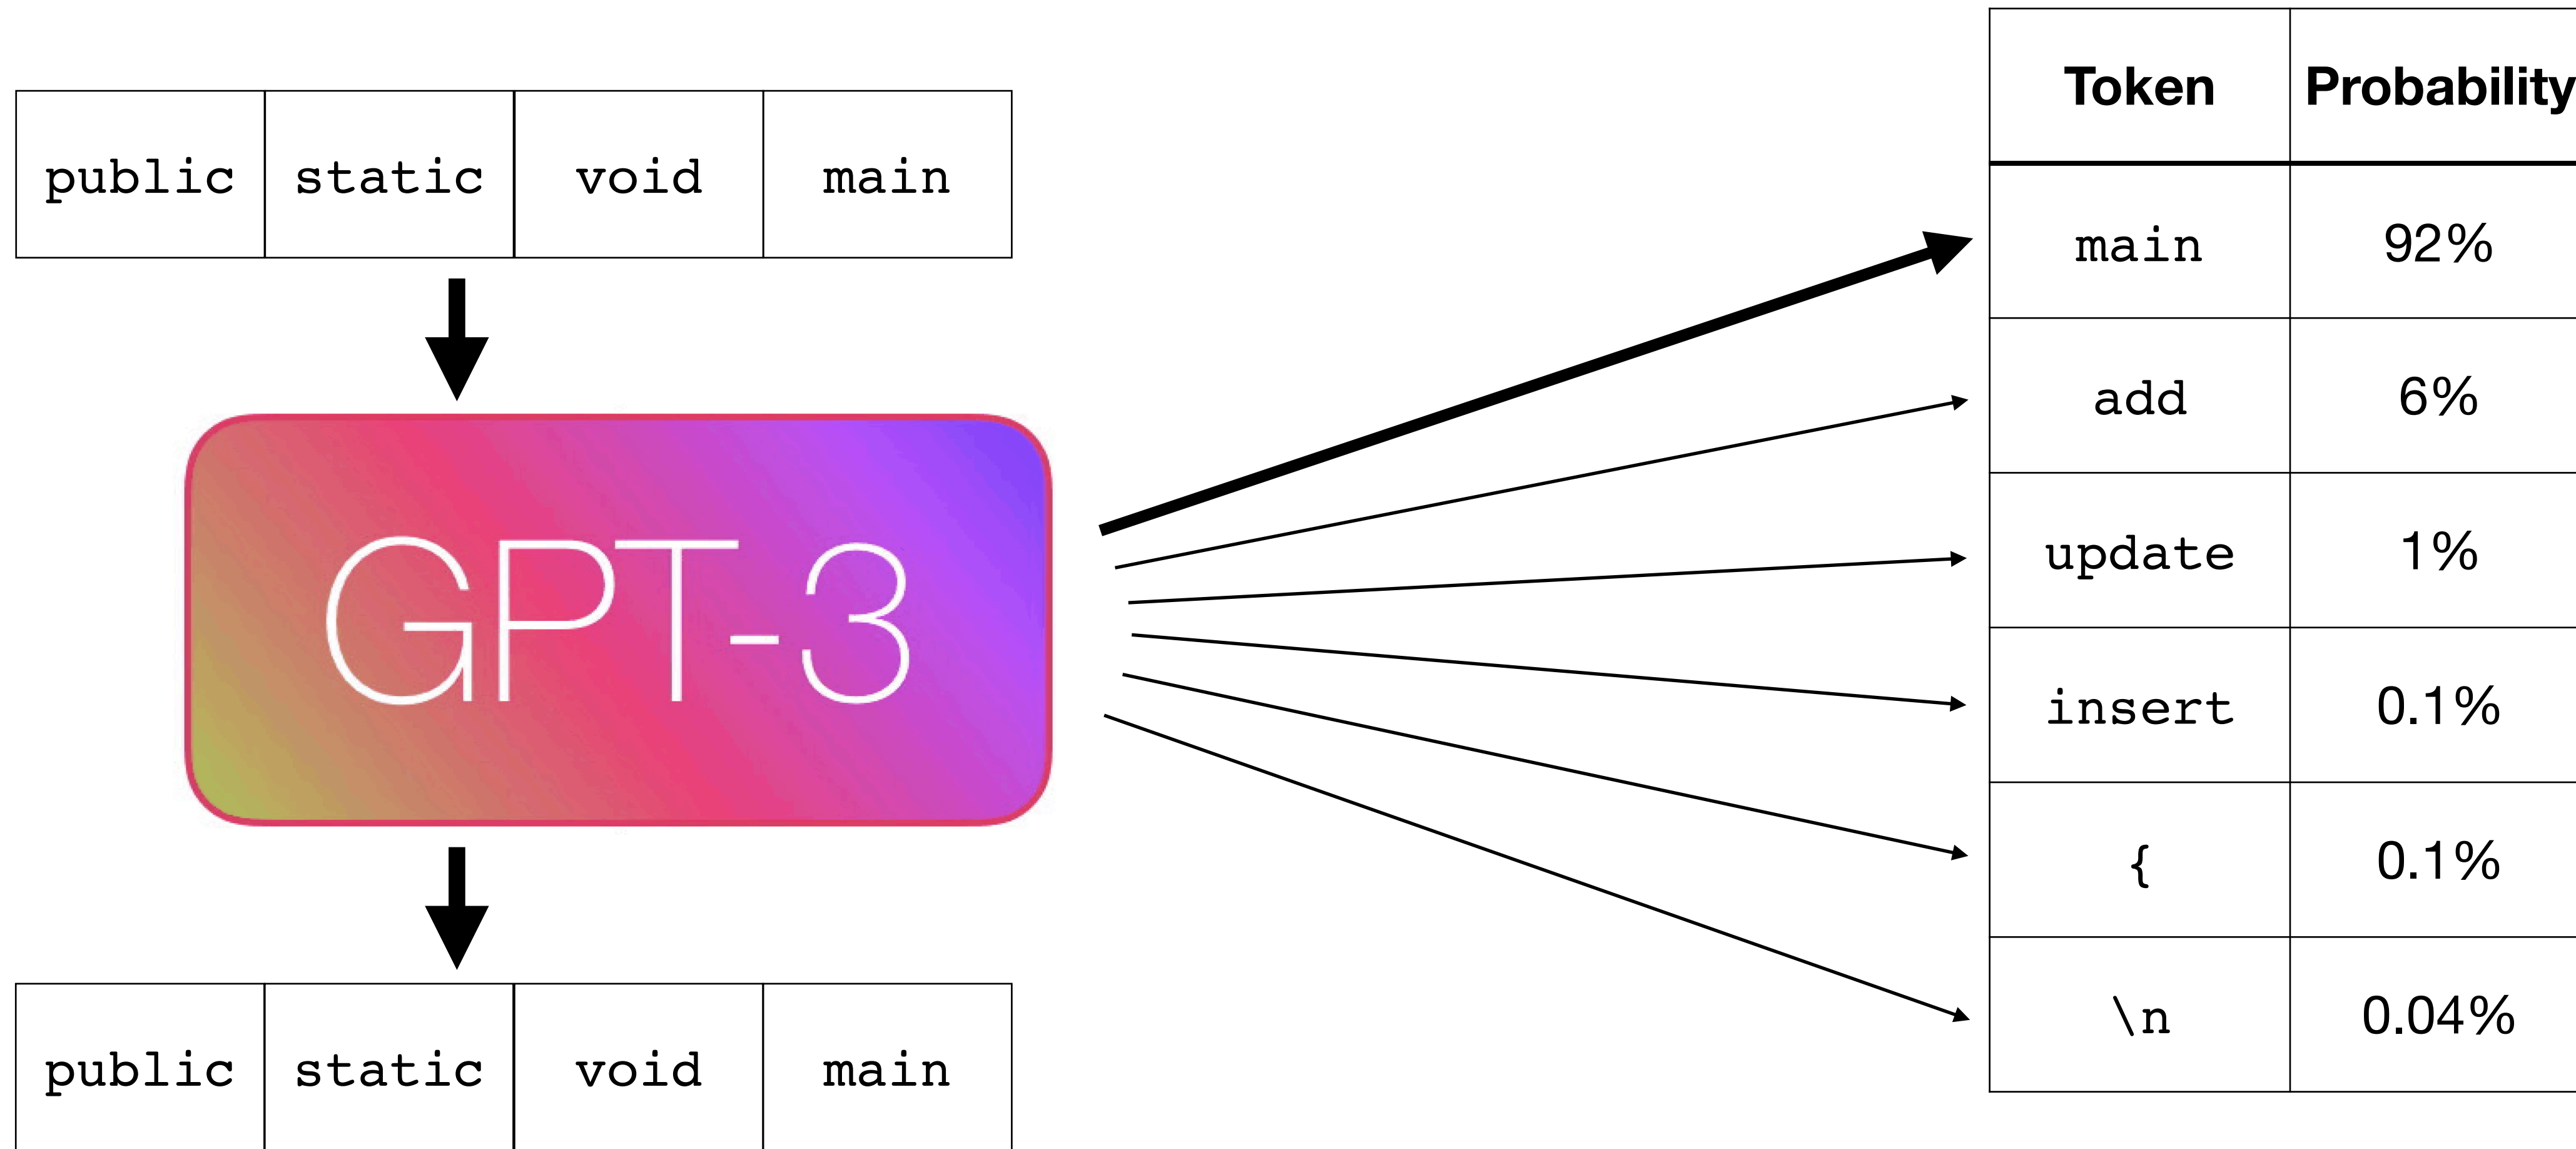 public static void main
GPT-3
public static void main
Token Probability
main 92%
add 6%
update 1%
insert 0.1%
{ 0.1%
\n 0.04%